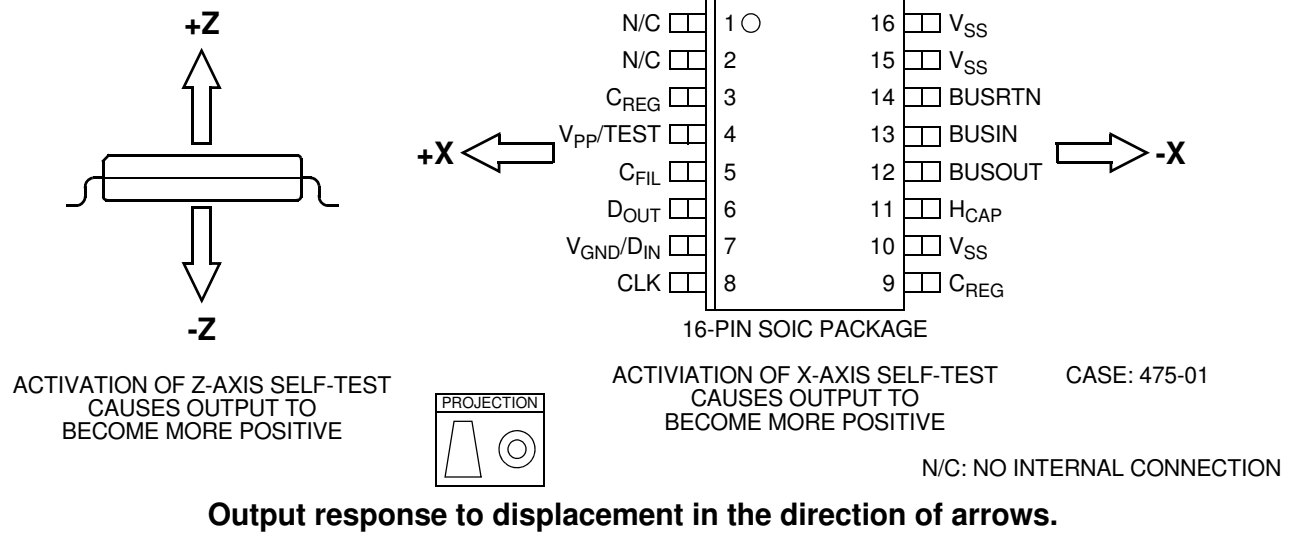 +Z
-Z
ACTIVATION OF Z-AXIS SELF-TEST
CAUSES OUTPUT TO
BECOME MORE POSITIVE
PROJECTION
+X
N/C 1 16 VSS
N/C 2 15 VSS
CREG 3 14 BUSRTN
VPP/TEST 4 13 BUSIN
CFIL 5 12 BUSOUT
DOUT 6 11 HCAP
VGND/DIN 7 10 VSS
CLK 8 9 CREG
-X
16-PIN SOIC PACKAGE
ACTIVIATION OF X-AXIS SELF-TEST
CAUSES OUTPUT TO
BECOME MORE POSITIVE
CASE: 475-01
N/C: NO INTERNAL CONNECTION
Output response to displacement in the direction of arrows.